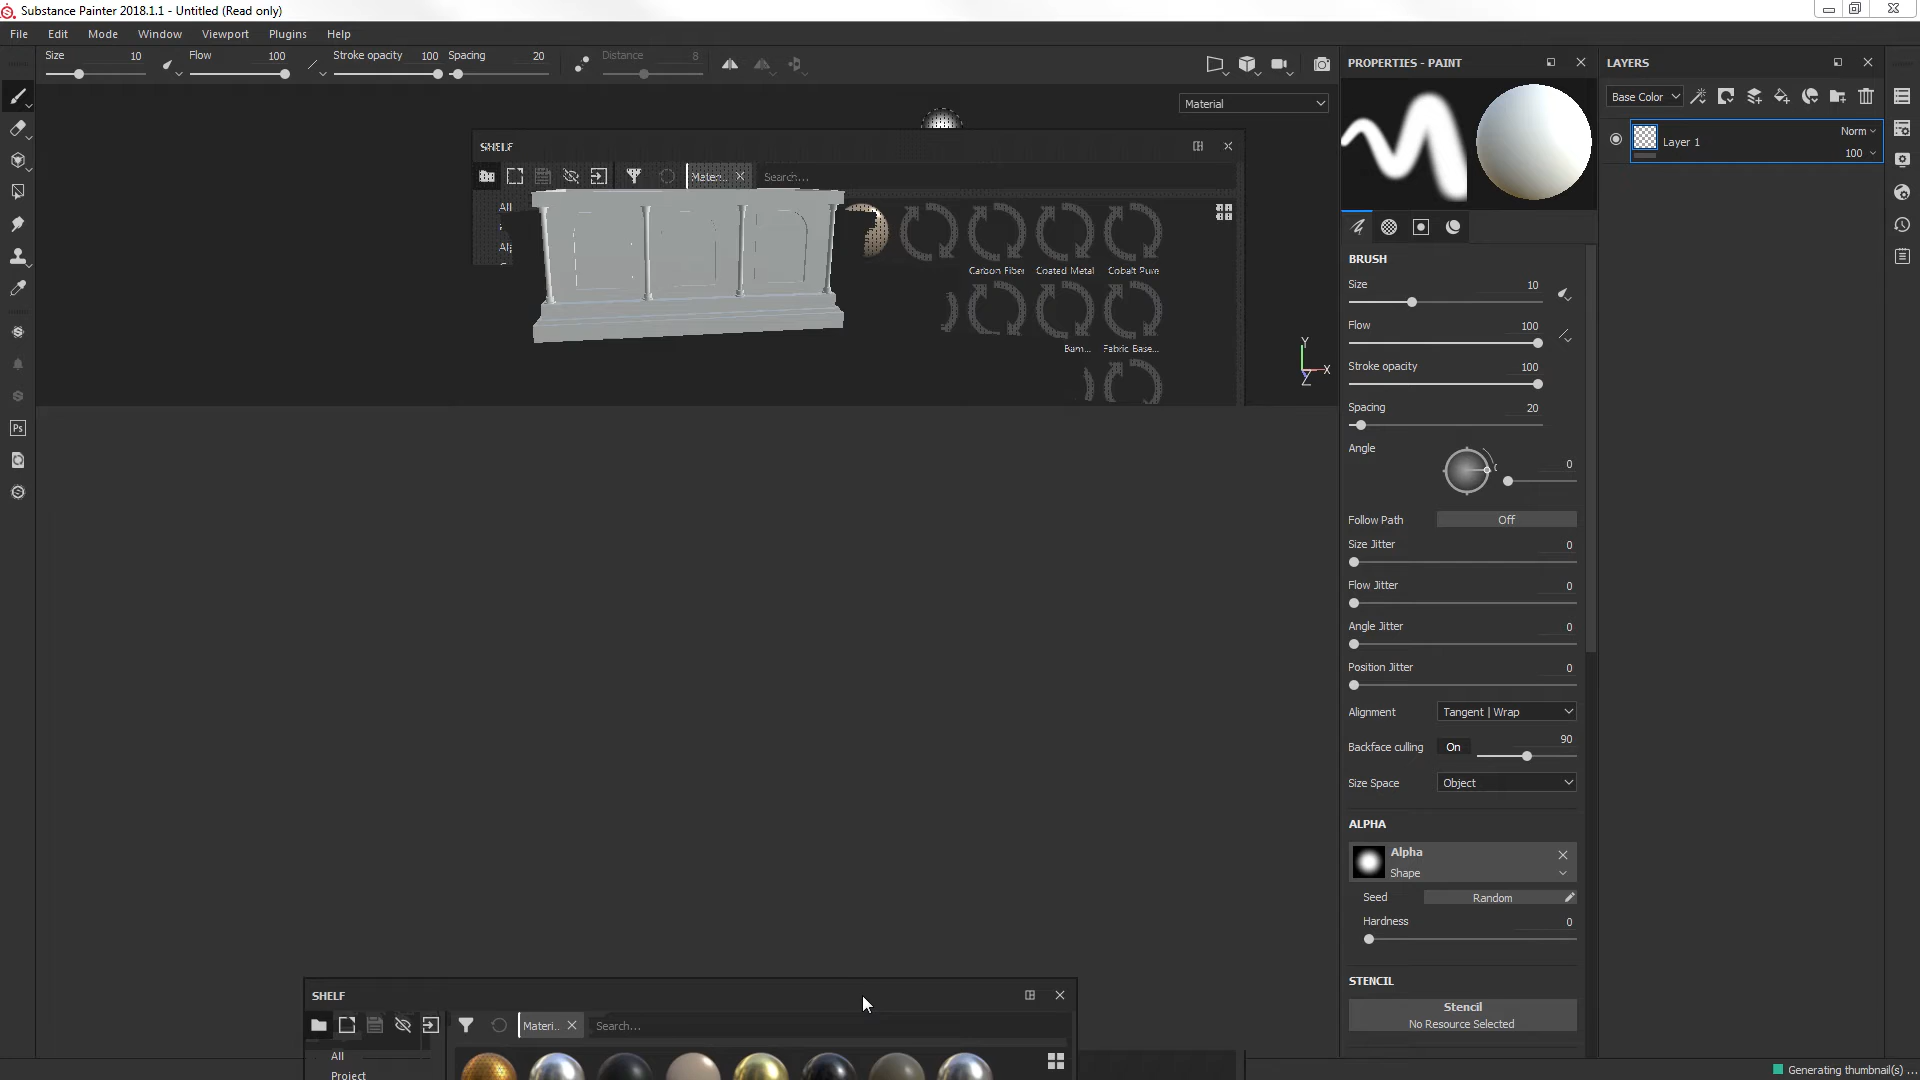 Substance Painter 2018.1.1 - Untitled (Read only)
File Edit Mode Window Viewport Plugins Help
Size 10 Flow 100 Stroke opacity 100 Spacing 20 Distance 8
Material
SHELF
Materi... Search...
All
Carbon Fiber Coated Metal Cobalt Pure
Bam... Fabric Base...
Y
X
Z
PROPERTIES - PAINT
BRUSH
Size 10
Flow 100
Stroke opacity 100
Spacing 20
Angle 0
Follow Path Off
Size Jitter 0
Flow Jitter 0
Angle Jitter 0
Position Jitter 0
Alignment Tangent | Wrap
Backface culling On 90
Size Space Object
ALPHA
Alpha
Shape
Seed Random
Hardness 0
STENCIL
Stencil
No Resource Selected
LAYERS
Base Color
Layer 1 Norm
100
Ps
SHELF
Materi.. Search...
All
Project
Generating thumbnail(s) ...